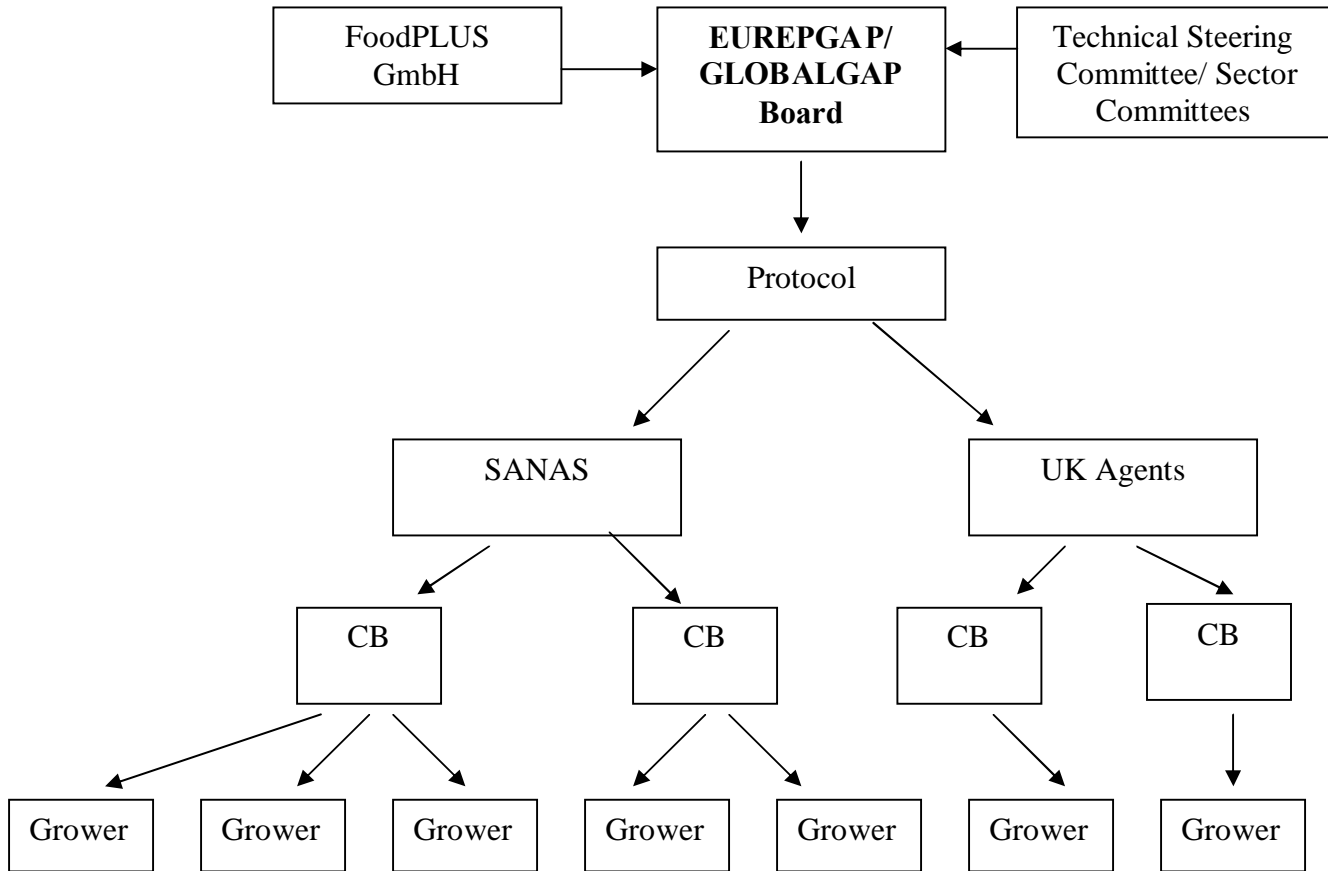 FoodPLUS
GmbH
EUREPGAP/
GLOBALGAP
Board
Technical Steering
Committee/ Sector
Committees
Protocol
SANAS
UK Agents
CB
CB
CB
CB
Grower
Grower
Grower
Grower
Grower
Grower
Grower